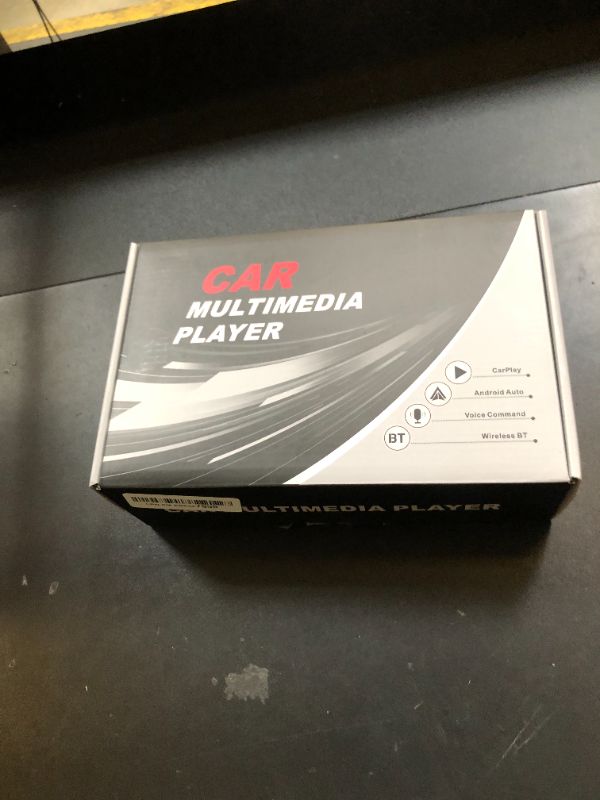 CAR
MULTIMEDIA
PLAYER
CarPlay
Android Auto
Voice Command
BT
Wireless BT
MULTIMEDIA PLAYER